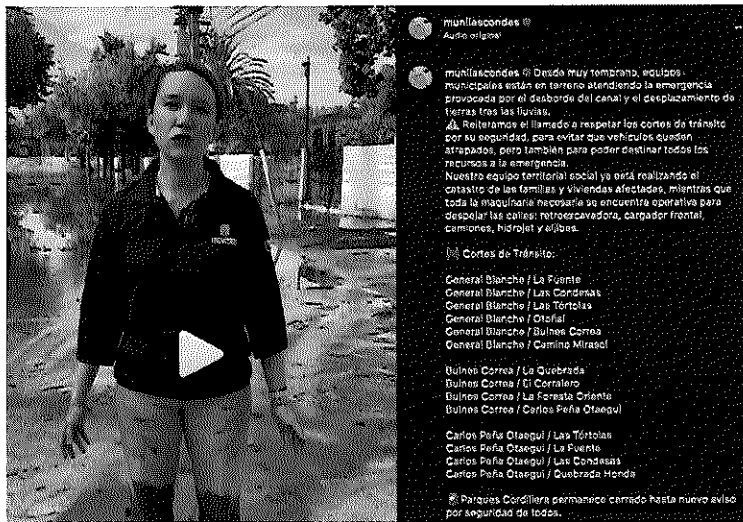 munilascondes
Audio original
munilascondes Desde muy temprano, equipos
municipales están en terreno atendiendo la emergencia
provocada por el desborde del canal y el desplazamiento de
tierras tras las lluvias.
⚠ Reiteramos el llamado a respetar los cortes de tránsito
por su seguridad, para evitar que vehículos queden
atrapados, pero también para poder destinar todos los
recursos a la emergencia.
Nuestro equipo territorial social ya está realizando el
catastro de las familias y viviendas afectadas, mientras que
toda la maquinaria necesaria se encuentra operativa para
despejar las calles: retroexcavadora, cargador frontal,
camiones, hidrojet y aljibes.
Cortes de Tránsito:
General Blanche / La Fuente
General Blanche / Las Condesas
General Blanche / Las Tórtolas
General Blanche / Otoñal
General Blanche / Bulnes Correa
General Blanche / Camino Mirasol
Bulnes Correa / La Quebrada
Bulnes Correa / El Corralero
Bulnes Correa / La Foresta Oriente
Bulnes Correa / Carlos Peña Otaegui
Carlos Peña Otaegui / Las Tórtolas
Carlos Peña Otaegui / La Fuente
Carlos Peña Otaegui / Las Condesas
Carlos Peña Otaegui / Quebrada Honda
Parques Cordillera permanece cerrado hasta nuevo aviso
por seguridad de todos.